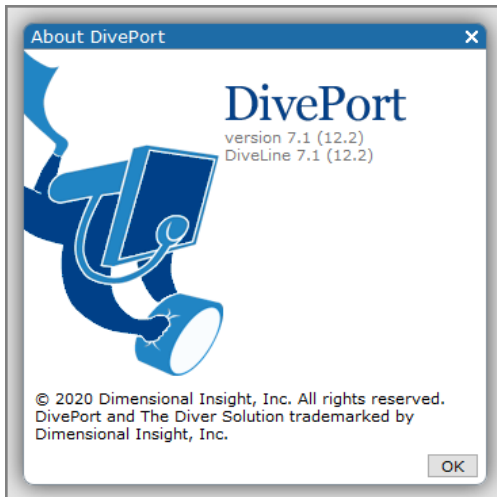 About DivePort
DivePort
version 7.1 (12.2)
DiveLine 7.1 (12.2)
© 2020 Dimensional Insight, Inc. All rights reserved.
DivePort and The Diver Solution trademarked by
Dimensional Insight, Inc.
OK